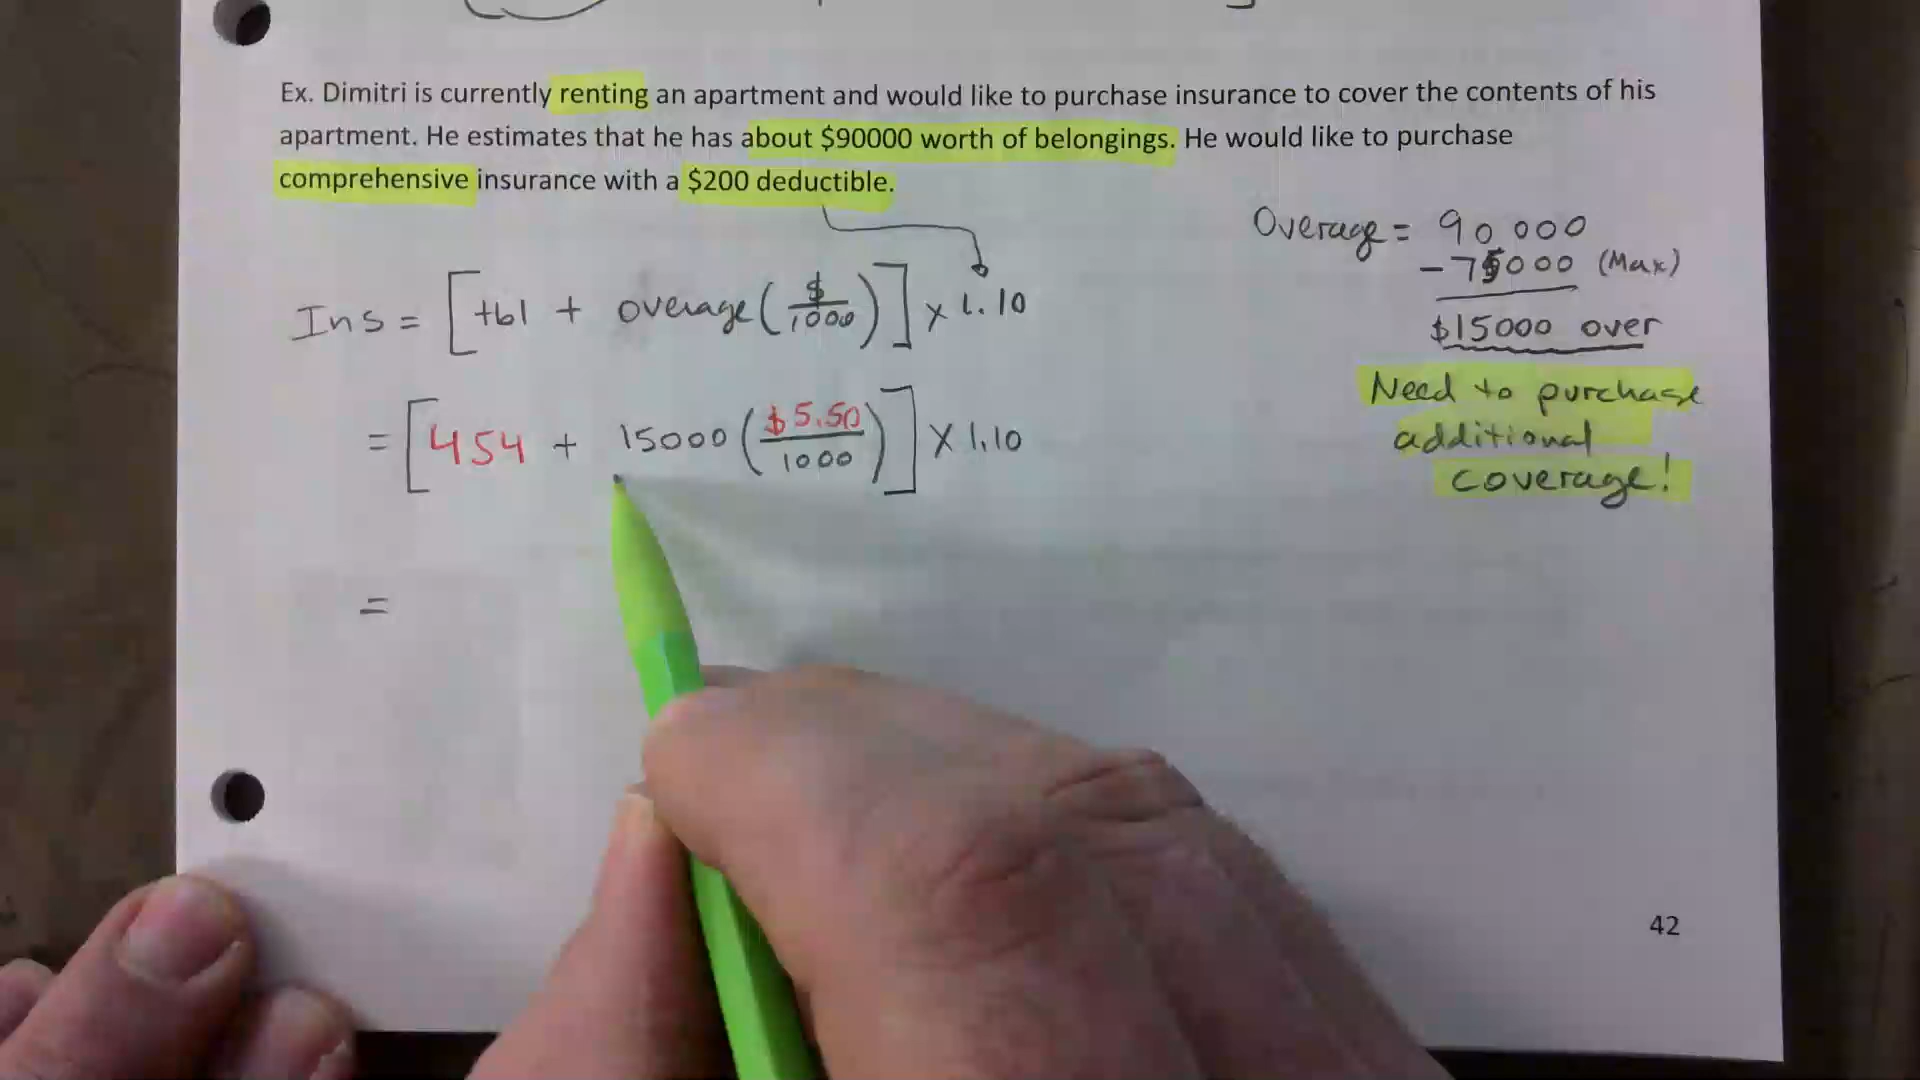 Ex. Dimitri is currently renting an apartment and would like to purchase insurance to cover the contents of his
apartment. He estimates that he has about $90000 worth of belongings. He would like to purchase
comprehensive insurance with a $200 deductible.
Overage = 90 000
- 75000 (Max)
$15000 over
Need to purchase
additional
coverage!
Ins = [tbl + overage($/1000)] x 1.10
= [454 + 15000($5.50/1000)] x 1.10
=
42